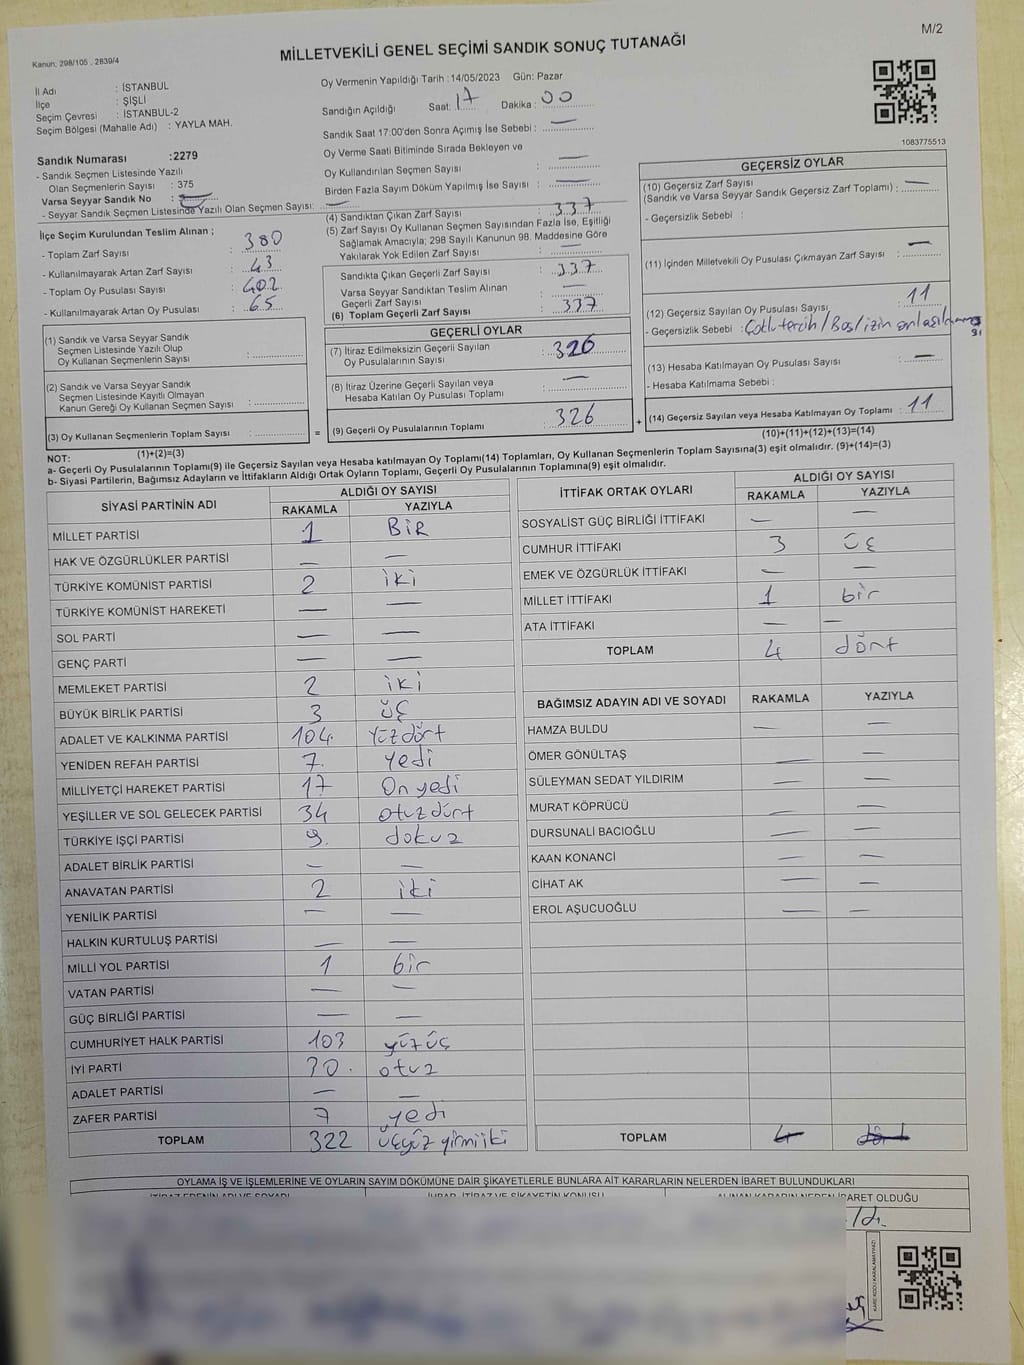 M/2
Kanun, 298/105 , 2839/4
MİLLETVEKİLİ GENEL SEÇİMİ SANDIK SONUÇ TUTANAĞI
İl Adı : İSTANBUL
İlçe : ŞİŞLİ
Seçim Çevresi : İSTANBUL-2
Seçim Bölgesi (Mahalle Adı) : YAYLA MAH.
Sandık Numarası :2279
- Sandık Seçmen Listesinde Yazılı
Olan Seçmenlerin Sayısı : 375
Varsa Seyyar Sandık No :
- Seyyar Sandık Seçmen Listesinde Yazılı Olan Seçmen Sayısı: —
Oy Vermenin Yapıldığı Tarih :14/05/2023 Gün: Pazar
Sandığın Açıldığı Saat: 17 Dakika : 00
Sandık Saat 17:00'den Sonra Açımış İse Sebebi : —
Oy Verme Saati Bitiminde Sırada Bekleyen ve
Oy Kullandırılan Seçmen Sayısı : —
Birden Fazla Sayım Döküm Yapılmış İse Sayısı : —
1083775513
İlçe Seçim Kurulundan Teslim Alınan ;
- Toplam Zarf Sayısı : 380
- Kullanılmayarak Artan Zarf Sayısı : 43
- Toplam Oy Pusulası Sayısı : 402
- Kullanılmayarak Artan Oy Pusulası : 65
(1) Sandık ve Varsa Seyyar Sandık
Seçmen Listesinde Yazılı Olup
Oy Kullanan Seçmenlerin Sayısı :
(2) Sandık ve Varsa Seyyar Sandık
Seçmen Listesinde Kayıtlı Olmayan
Kanun Gereği Oy Kullanan Seçmen Sayısı :
(3) Oy Kullanan Seçmenlerin Toplam Sayısı :
(1)+(2)=(3)
(4) Sandıktan Çıkan Zarf Sayısı : 337
(5) Zarf Sayısı Oy Kullanan Seçmen Sayısından Fazla İse, Eşitliği
Sağlamak Amacıyla; 298 Sayılı Kanunun 98. Maddesine Göre
Yakılarak Yok Edilen Zarf Sayısı : —
Sandıkta Çıkan Geçerli Zarf Sayısı : 337
Varsa Seyyar Sandıktan Teslim Alınan
Geçerli Zarf Sayısı : —
(6) Toplam Geçerli Zarf Sayısı : 337
GEÇERLİ OYLAR
(7) İtiraz Edilmeksizin Geçerli Sayılan
Oy Pusulalarının Sayısı : 326
(8) İtiraz Üzerine Geçerli Sayılan veya
Hesaba Katılan Oy Pusulası Toplamı : —
(9) Geçerli Oy Pusulalarının Toplamı : 326
GEÇERSİZ OYLAR
(10) Geçersiz Zarf Sayısı
(Sandık ve Varsa Seyyar Sandık Geçersiz Zarf Toplamı) : —
- Geçersizlik Sebebi :
(11) İçinden Milletvekili Oy Pusulası Çıkmayan Zarf Sayısı : —
(12) Geçersiz Sayılan Oy Pusulası Sayısı : 11
- Geçersizlik Sebebi :
(13) Hesaba Katılmayan Oy Pusulası Sayısı : —
- Hesaba Katılmama Sebebi :
(14) Geçersiz Sayılan veya Hesaba Katılmayan Oy Toplamı : 11
(10)+(11)+(12)+(13)=(14)
NOT:
a- Geçerli Oy Pusulalarının Toplamı(9) ile Geçersiz Sayılan veya Hesaba katılmayan Oy Toplamı(14) Toplamları, Oy Kullanan Seçmenlerin Toplam Sayısına(3) eşit olmalıdır. (9)+(14)=(3)
b- Siyasi Partilerin, Bağımsız Adayların ve İttifakların Aldığı Ortak Oyların Toplamı, Geçerli Oy Pusulalarının Toplamına(9) eşit olmalıdır.
SİYASİ PARTİNİN ADI ALDIĞI OY SAYISI
RAKAMLA YAZIYLA
MİLLET PARTİSİ 1 BİR
HAK VE ÖZGÜRLÜKLER PARTİSİ — —
TÜRKİYE KOMÜNİST PARTİSİ 2 iki
TÜRKİYE KOMÜNİST HAREKETİ — —
SOL PARTİ — —
GENÇ PARTİ — —
MEMLEKET PARTİSİ 2 iki
BÜYÜK BİRLİK PARTİSİ 3 üç
ADALET VE KALKINMA PARTİSİ 104 Yüzdört
YENİDEN REFAH PARTİSİ 7 yedi
MİLLİYETÇİ HAREKET PARTİSİ 17 Onyedi
YEŞİLLER VE SOL GELECEK PARTİSİ 34 otuzdört
TÜRKİYE İŞÇİ PARTİSİ 9 dokuz
ADALET BİRLİK PARTİSİ — —
ANAVATAN PARTİSİ 2 iki
YENİLİK PARTİSİ — —
HALKIN KURTULUŞ PARTİSİ — —
MİLLİ YOL PARTİSİ 1 bir
VATAN PARTİSİ — —
GÜÇ BİRLİĞİ PARTİSİ — —
CUMHURİYET HALK PARTİSİ 103 yüzüç
İYİ PARTİ 30 otuz
ADALET PARTİSİ — —
ZAFER PARTİSİ 7 yedi
TOPLAM 322 üçyüz yirmiiki
İTTİFAK ORTAK OYLARI ALDIĞI OY SAYISI
RAKAMLA YAZIYLA
SOSYALİST GÜÇ BİRLİĞİ İTTİFAKI — —
CUMHUR İTTİFAKI 3 üç
EMEK VE ÖZGÜRLÜK İTTİFAKI — —
MİLLET İTTİFAKI 1 bir
ATA İTTİFAKI — —
TOPLAM 4 dört
BAĞIMSIZ ADAYIN ADI VE SOYADI RAKAMLA YAZIYLA
HAMZA BULDU — —
ÖMER GÖNÜLTAŞ — —
SÜLEYMAN SEDAT YILDIRIM — —
MURAT KÖPRÜCÜ — —
DURSUNALİ BACIOĞLU — —
KAAN KONANCİ — —
CİHAT AK — —
EROL AŞUCUOĞLU — —
TOPLAM 4 dört
OYLAMA İŞ VE İŞLEMLERİNE VE OYLARIN SAYIM DÖKÜMÜNE DAİR ŞİKAYETLERLE BUNLARA AİT KARARLARIN NELERDEN İBARET BULUNDUKLARI
İTİRAZ EDENİN ADI VE SOYADI İHBAR, İTİRAZ VE ŞİKAYETİN KONUSU ALINAN KARARIN NEDEN İBARET OLDUĞU
KARE KODU KARALAMAYINIZ!